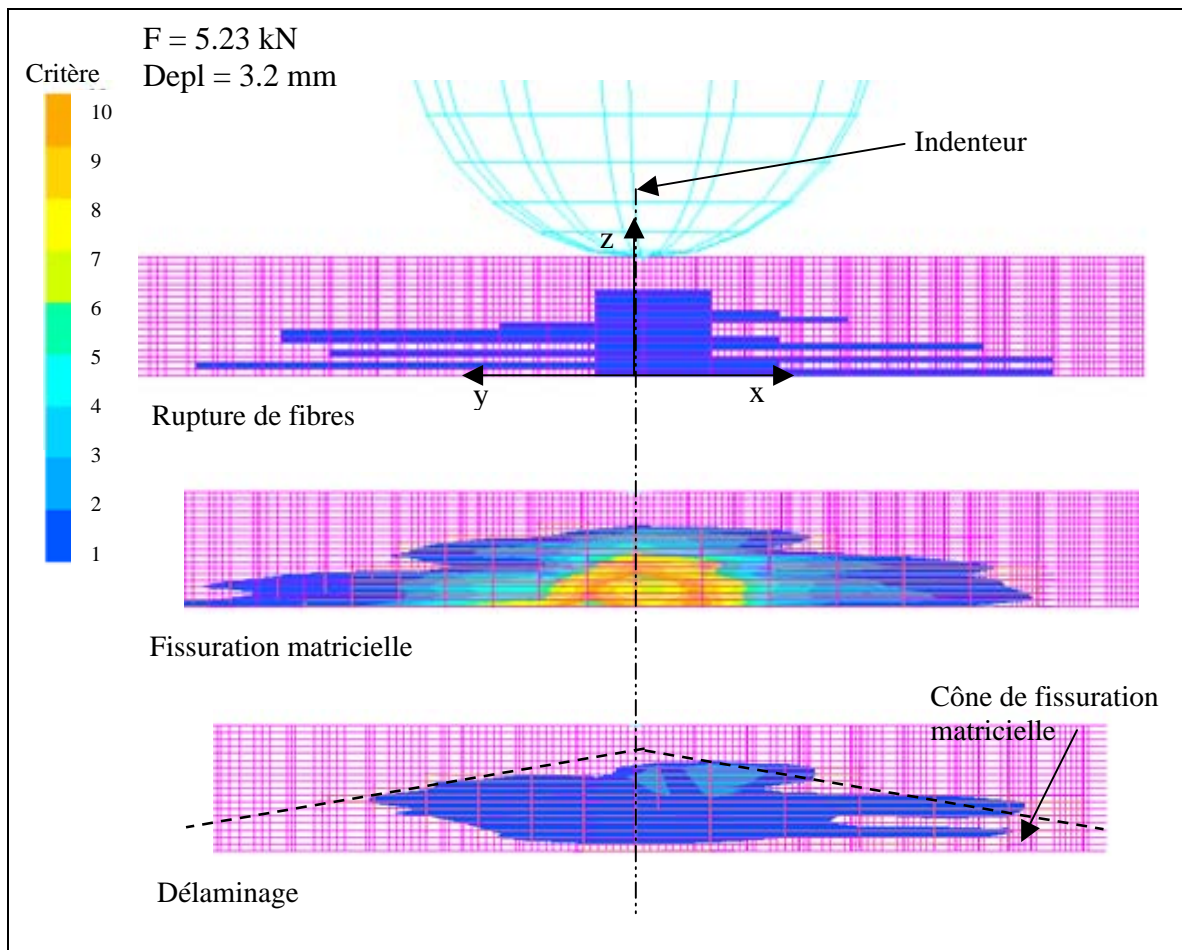 F = 5.23 kN
Depl = 3.2 mm
Critère
10
9
8
7
6
5
4
3
2
1
Indenteur
z
y
x
Rupture de fibres
Fissuration matricielle
Cône de fissuration
matricielle
Délaminage